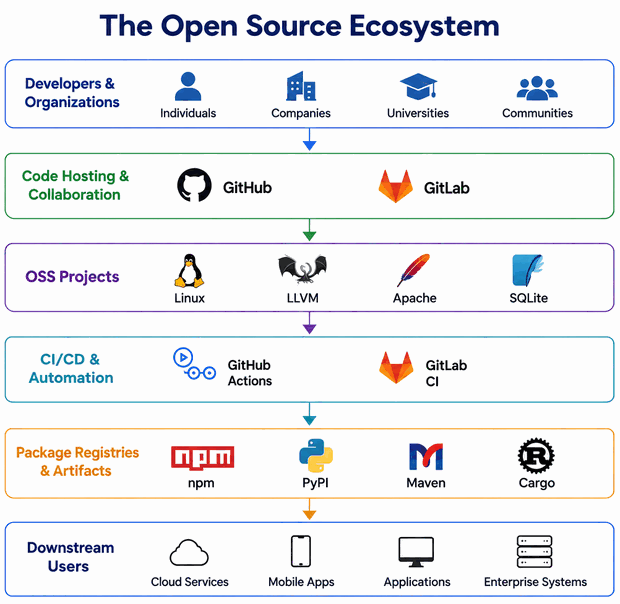 The Open Source Ecosystem
Developers &
Organizations
Individuals
Companies
Universities
Communities
Code Hosting &
Collaboration
GitHub
GitLab
OSS Projects
Linux
LLVM
Apache
SQLite
CI/CD &
Automation
GitHub
Actions
GitLab
CI
Package Registries
& Artifacts
npm
npm
PyPI
Maven
Cargo
Downstream
Users
Cloud Services
Mobile Apps
Applications
Enterprise Systems